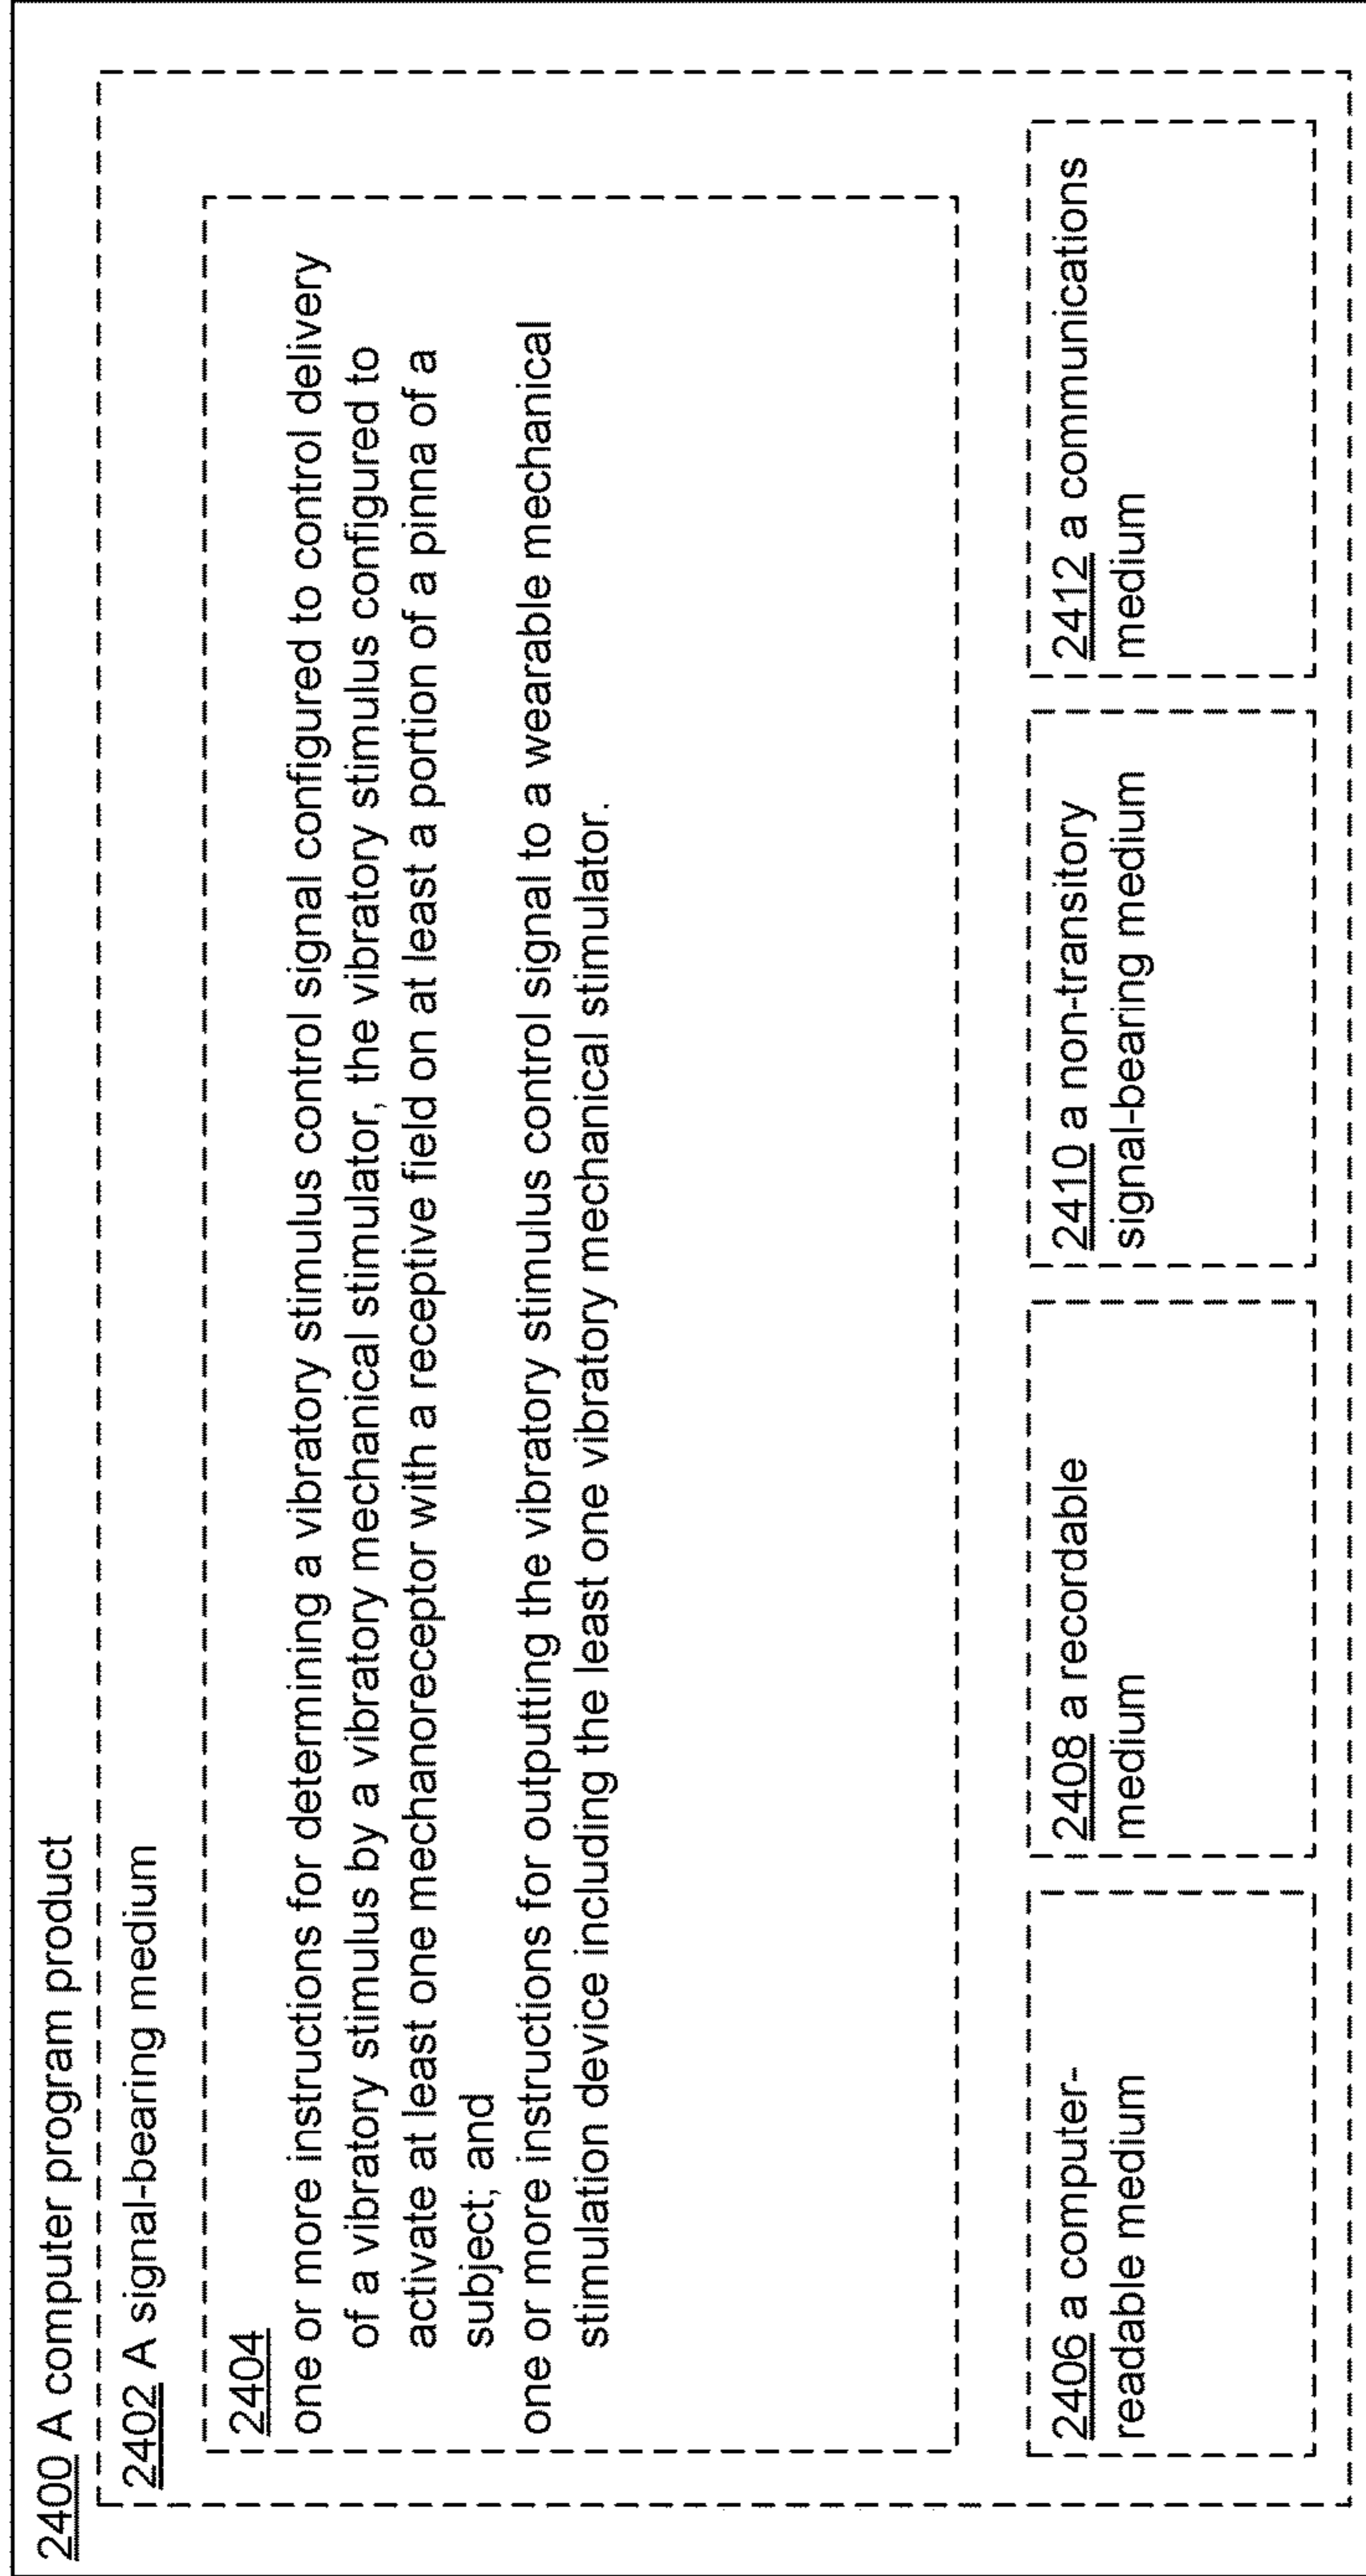 2400 A computer program product
2402 A signal-bearing medium
2404
one or more instructions for determining a vibratory stimulus control signal configured to control delivery
of a vibratory stimulus by a vibratory mechanical stimulator, the vibratory stimulus configured to
activate at least one mechanoreceptor with a receptive field on at least a portion of a pinna of a
subject; and
one or more instructions for outputting the vibratory stimulus control signal to a wearable mechanical
stimulation device including the least one vibratory mechanical stimulator.
2406 a computer-
readable medium
2408 a recordable
medium
2410 a non-transitory
signal-bearing medium
2412 a communications
medium